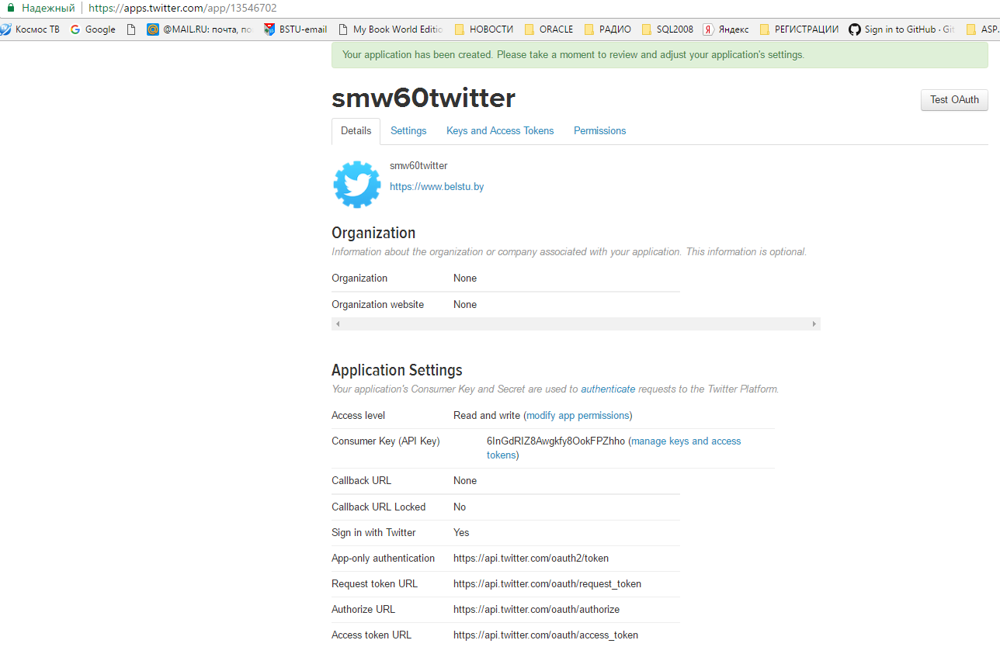 Надежный https://apps.twitter.com/app/13546702
Космос ТВ Google @MAIL.RU: почта, по BSTU-email My Book World Editio НОВОСТИ ORACLE РАДИО SQL2008 Яндекс РЕГИСТРАЦИИ Sign in to GitHub · Git ASP.
Your application has been created. Please take a moment to review and adjust your application's settings.
smw60twitter
Test OAuth
Details Settings Keys and Access Tokens Permissions
smw60twitter
https://www.belstu.by
Organization
Information about the organization or company associated with your application. This information is optional.
Organization None
Organization website None
Application Settings
Your application's Consumer Key and Secret are used to authenticate requests to the Twitter Platform.
Access level Read and write (modify app permissions)
Consumer Key (API Key) 6InGdRIZ8Awgkfy8OokFPZhho (manage keys and access
tokens)
Callback URL None
Callback URL Locked No
Sign in with Twitter Yes
App-only authentication https://api.twitter.com/oauth2/token
Request token URL https://api.twitter.com/oauth/request_token
Authorize URL https://api.twitter.com/oauth/authorize
Access token URL https://api.twitter.com/oauth/access_token